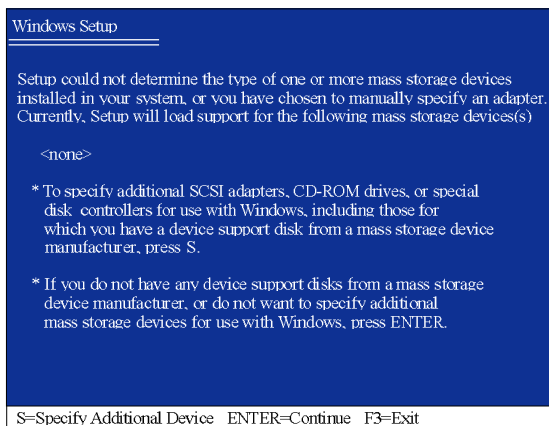 Windows Setup
Setup could not determine the type of one or more mass storage devices
installed in your system, or you have chosen to manually specify an adapter.
Currently, Setup will load support for the following mass storage devices(s)
<none>
* To specify additional SCSI adapters, CD-ROM drives, or special
disk controllers for use with Windows, including those for
which you have a device support disk from a mass storage device
manufacturer, press S.
* If you do not have any device support disks from a mass storage
device manufacturer, or do not want to specify additional
mass storage devices for use with Windows, press ENTER.
S=Specify Additional Device ENTER=Continue F3=Exit